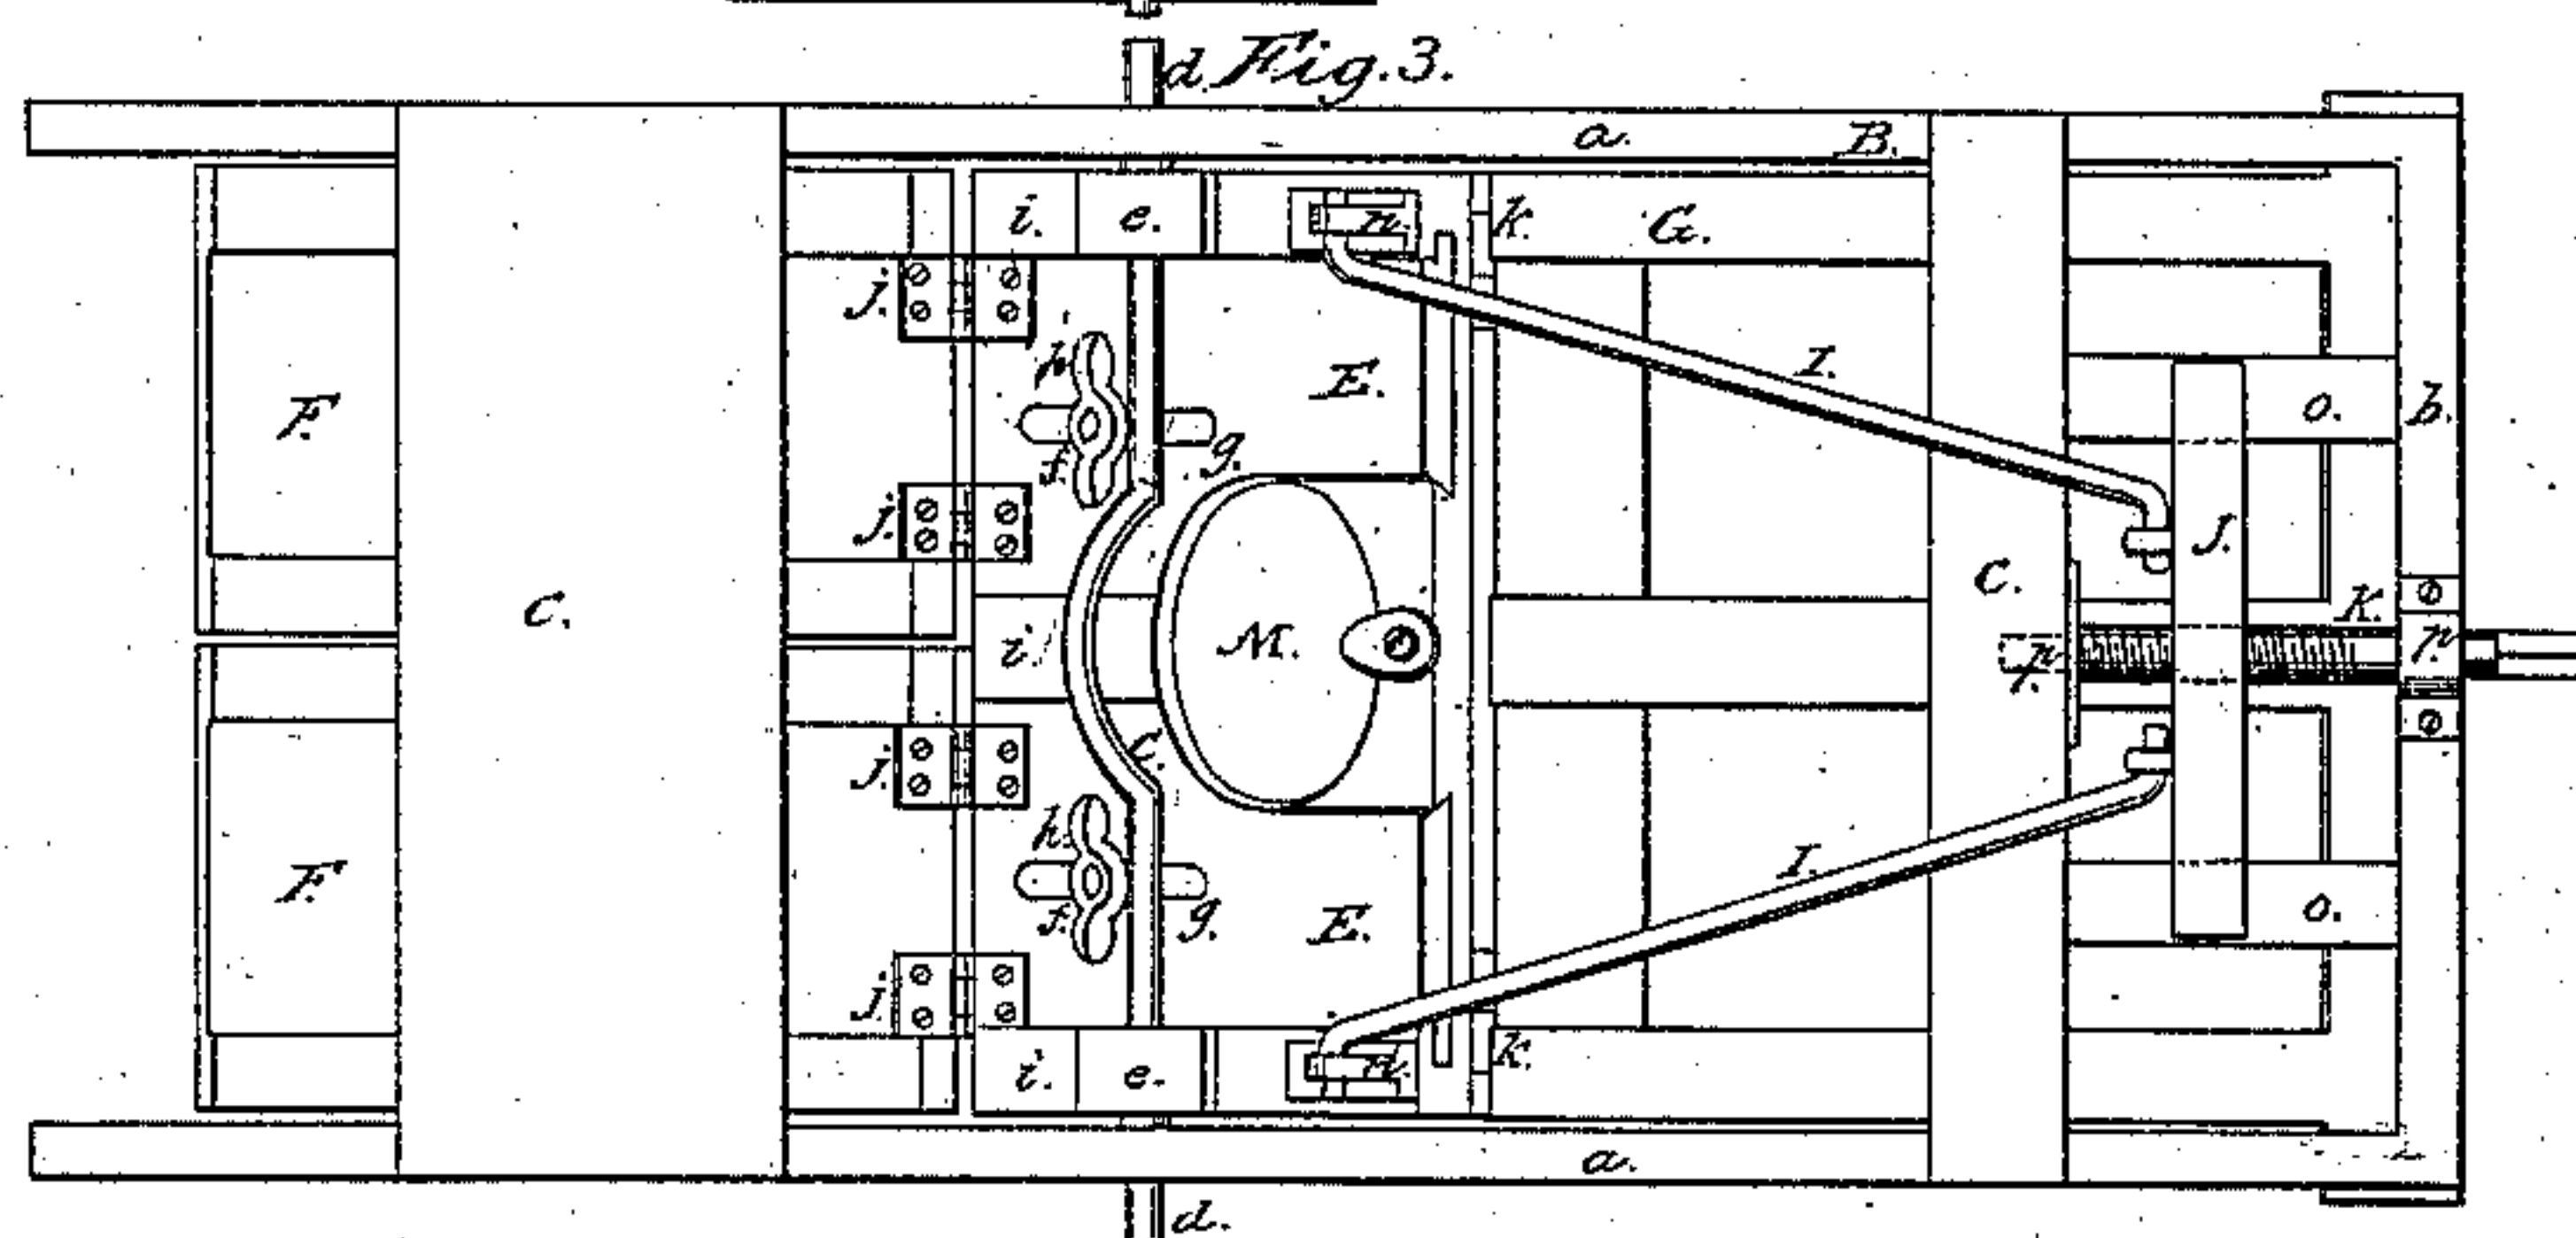 d. Fig. 3.
a. B.
i. e. n. k. G.
j.
h. E. I.
F. g. o. b.
f.
j. J.
C. c. K.
i. M. r. r.
c.
j.
h. I.
F. f. g. E. o.
j.
i. e. n. k.
a.
d.